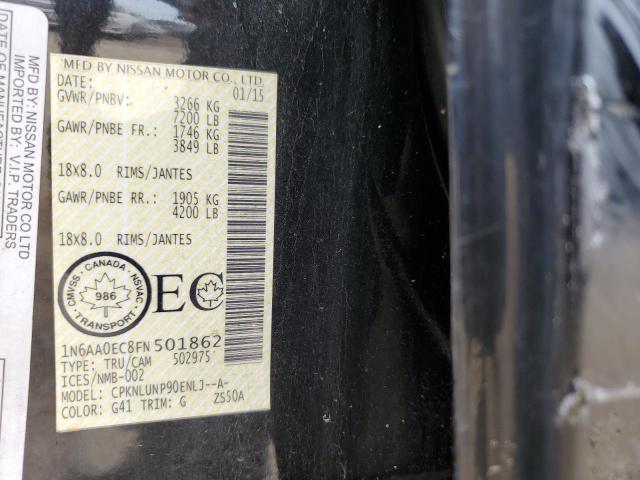 MFD BY NISSAN MOTOR CO., LTD.
DATE: 01/15
GVWR/PNBV: 3266 KG
7200 LB
GAWR/PNBE FR.: 1746 KG
3849 LB
18X8.0 RIMS/JANTES
GAWR/PNBE RR.: 1905 KG
4200 LB
18X8.0 RIMS/JANTES
CANADA
CMVSS NSVAC
986
TRANSPORT
EC
1N6AA0EC8FN501862
TYPE: TRU/CAM 502975
ICES/NMB-002
MODEL: CPKNLUNP90ENLJ--A-
COLOR: G41 TRIM: G ZS50A
DATE OF MANUFACTURE
MFD BY: NISSAN MOTOR CO LTD
IMPORTED BY: V.I.P. TRADERS